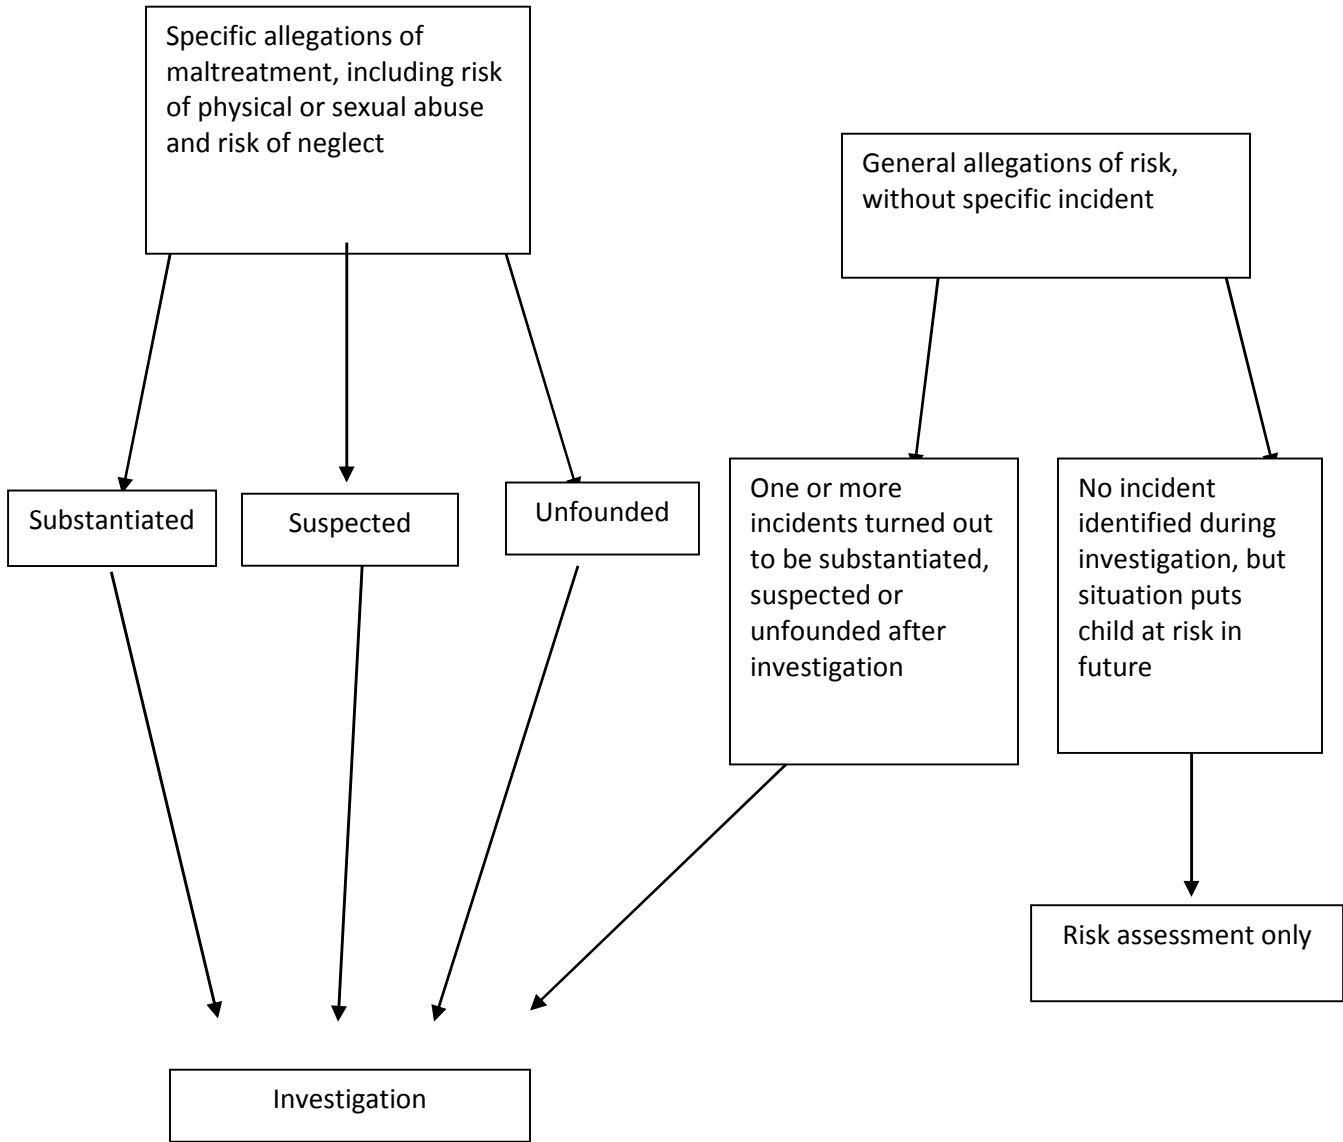 Specific allegations of
maltreatment, including risk
of physical or sexual abuse
and risk of neglect
General allegations of risk,
without specific incident
Substantiated
Suspected
Unfounded
One or more
incidents turned out
to be substantiated,
suspected or
unfounded after
investigation
No incident
identified during
investigation, but
situation puts
child at risk in
future
Risk assessment only
Investigation